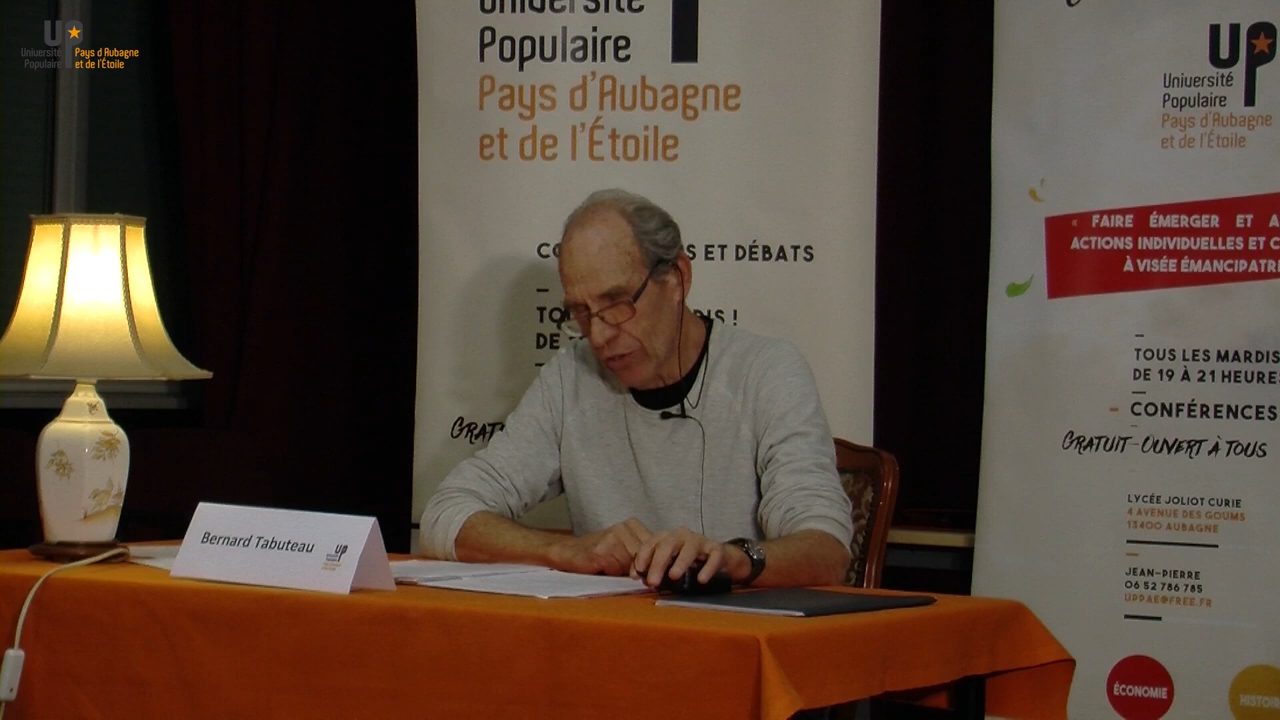 UP
Université
Populaire
Pays d'Aubagne
et de l'Étoile
Université
Populaire
Pays d'Aubagne
et de l'Étoile
S ET DÉBATS
DE
Bernard Tabuteau
UP
UP
Université
Populaire
Pays d'Aubagne
et de l'Étoile
« FAIRE ÉMERGER ET
ACTIONS INDIVIDUELLES ET
À VISÉE
TOUS LES MARDIS
DE 19 À 21 HEURES
CONFÉRENCES
GRATUIT-OUVERT À TOUS
LYCÉE JOLIOT CURIE
4 AVENUE DES GOUMS
13400 AUBAGNE
JEAN-PIERRE
06 52 786 785
UPPAE@FREE.FR
ÉCONOMIE